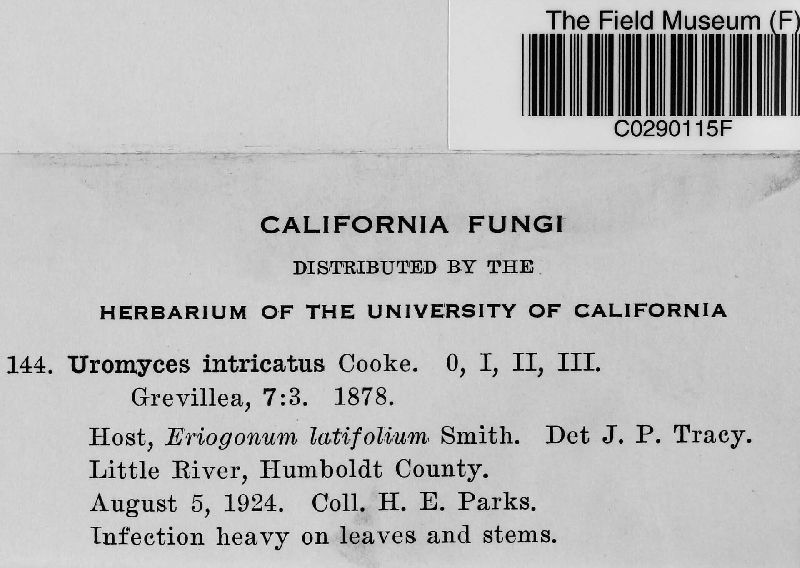 The Field Museum (F)
C0290115F
CALIFORNIA FUNGI
DISTRIBUTED BY THE
HERBARIUM OF THE UNIVERSITY OF CALIFORNIA
144. Uromyces intricatus Cooke. 0, I, II, III.
Grevillea, 7:3. 1878.
Host, Eriogonum latifolium Smith. Det J. P. Tracy.
Little River, Humboldt County.
August 5, 1924. Coll. H. E. Parks.
Infection heavy on leaves and stems.